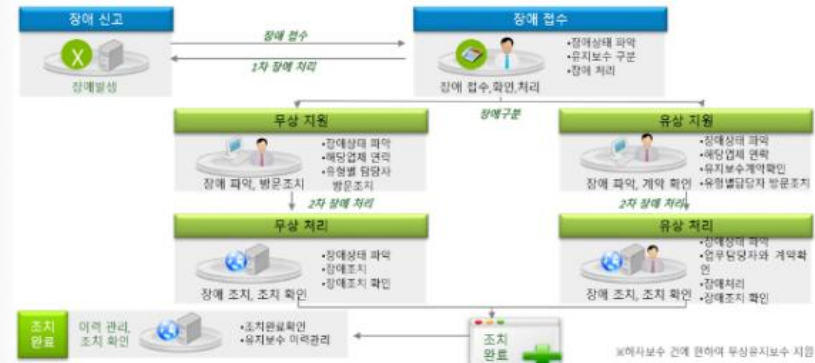 장애 신고
장애 접수
장애 접수
1차 장애 처리
장애발생
•장애상태 파악
•유지보수 구분
•장애 처리
장애 접수,확인,처리
장애구분
무상 지원
•장애상태 파악
•해당업체 연락
•유형별 담당자
방문조치
장애 파악, 방문조치
유상 지원
•장애상태 파악
•해당업체 연락
•유지보수계약확인
•유형별담당자 방문조치
장애 파악, 계약 확인
2차 장애 처리
2차 장애 처리
무상 처리
•장애상태 파악
•장애조치
•장애조치 확인
장애 조치, 조치 확인
유상 처리
•장애상태 파악
•업무담당자와 계약확
인
•장애처리
•장애조치 확인
장애 조치, 조치 확인
조치
완료
이력 관리,
조치 확인
•조치완료확인
•유지보수 이력관리
조치
완료
※하자보수 건에 한하여 무상유지보수 지원